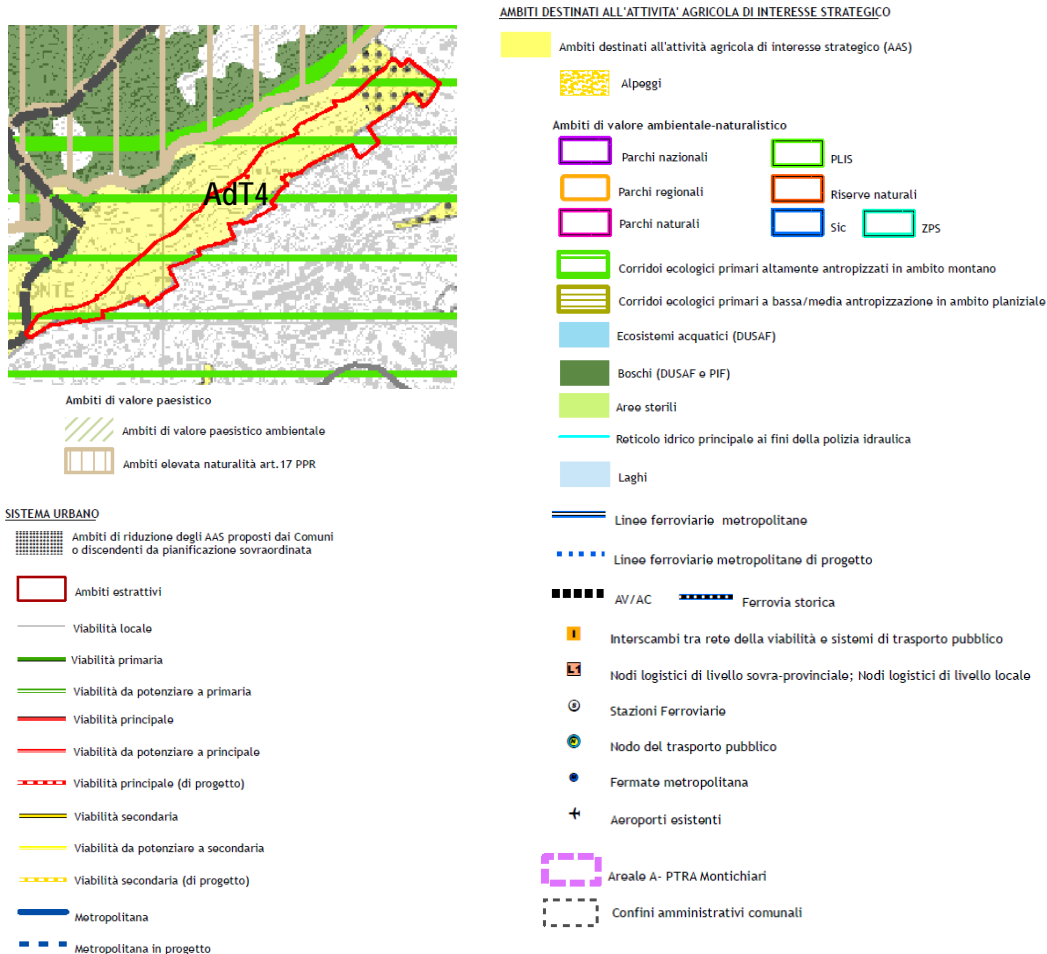 AdT4
ONTE
Ambiti di valore paesistico
Ambiti di valore paesistico ambientale
Ambiti elevata naturalità art.17 PPR
SISTEMA URBANO
Ambiti di riduzione degli AAS proposti dai Comuni
o discendenti da pianificazione sovraordinata
Ambiti estrattivi
Viabilità locale
Viabilità primaria
Viabilità da potenziare a primaria
Viabilità principale
Viabilità da potenziare a principale
Viabilità principale (di progetto)
Viabilità secondaria
Viabilità da potenziare a secondaria
Viabilità secondaria (di progetto)
Metropolitana
Metropolitana in progetto
AMBITI DESTINATI ALL'ATTIVITA' AGRICOLA DI INTERESSE STRATEGICO
Ambiti destinati all'attività agricola di interesse strategico (AAS)
Alpeggi
Ambiti di valore ambientale-naturalistico
Parchi nazionali
PLIS
Parchi regionali
Riserve naturali
Parchi naturali
Sic
ZPS
Corridoi ecologici primari altamente antropizzati in ambito montano
Corridoi ecologici primari a bassa/media antropizzazione in ambito planiziale
Ecosistemi acquatici (DUSAF)
Boschi (DUSAF e PIF)
Aree sterili
Reticolo idrico principale ai fini della polizia idraulica
Laghi
Linee ferroviarie metropolitane
Linee ferroviarie metropolitane di progetto
AV/AC
Ferrovia storica
I
Interscambi tra rete della viabilità e sistemi di trasporto pubblico
L1
Nodi logistici di livello sovra-provinciale; Nodi logistici di livello locale
Stazioni Ferroviarie
Nodo del trasporto pubblico
Fermate metropolitana
Aeroporti esistenti
Areale A- PTRA Montichiari
Confini amministrativi comunali